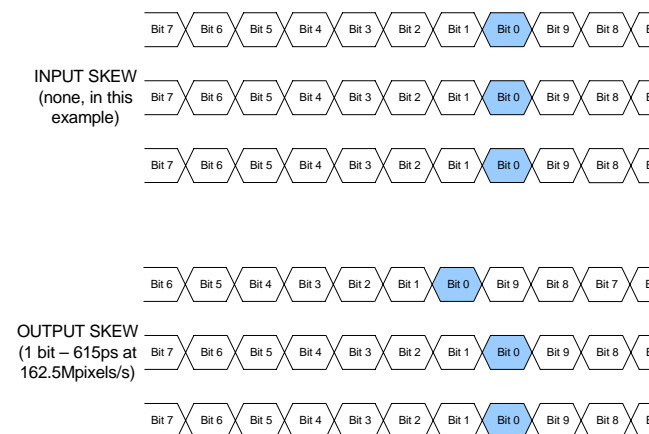 Bit 7 Bit 6 Bit 5 Bit 4 Bit 3 Bit 2 Bit 1 Bit 0 Bit 9 Bit 8
INPUT SKEW
(none, in this
example)
Bit 7 Bit 6 Bit 5 Bit 4 Bit 3 Bit 2 Bit 1 Bit 0 Bit 9 Bit 8
Bit 7 Bit 6 Bit 5 Bit 4 Bit 3 Bit 2 Bit 1 Bit 0 Bit 9 Bit 8
Bit 6 Bit 5 Bit 4 Bit 3 Bit 2 Bit 1 Bit 0 Bit 9 Bit 8 Bit 7
OUTPUT SKEW
(1 bit – 615ps at
162.5Mpixels/s)
Bit 7 Bit 6 Bit 5 Bit 4 Bit 3 Bit 2 Bit 1 Bit 0 Bit 9 Bit 8
Bit 7 Bit 6 Bit 5 Bit 4 Bit 3 Bit 2 Bit 1 Bit 0 Bit 9 Bit 8